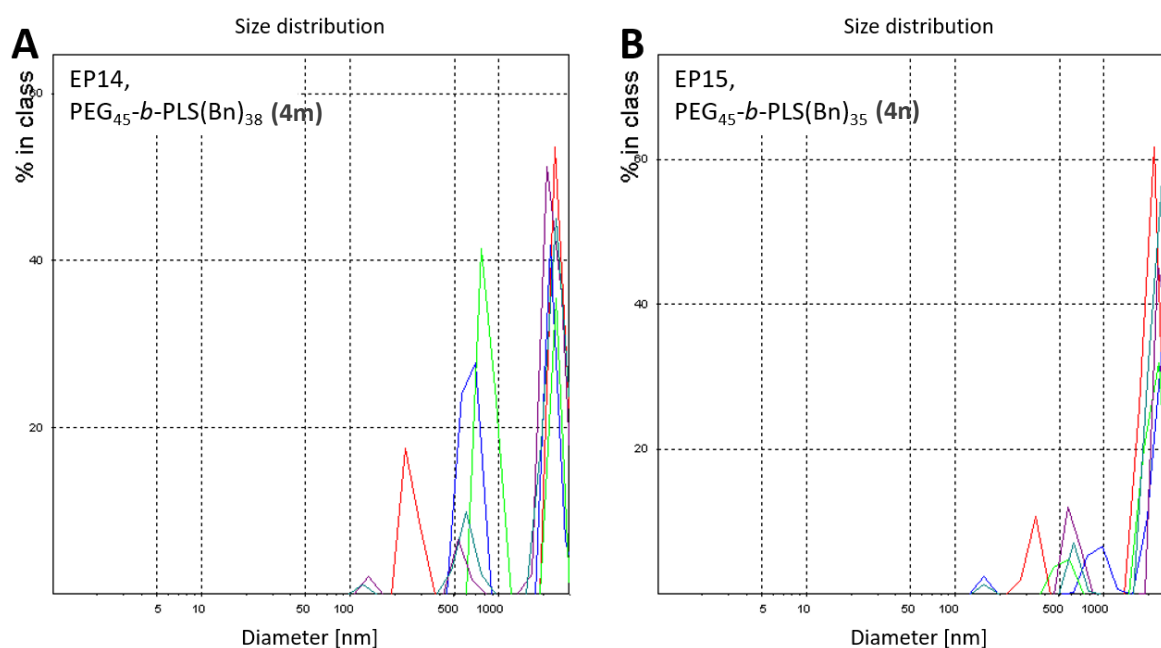 A
Size distribution
EP14,
PEG45-b-PLS(Bn)38 (4m)
% in class
60
40
20
5 10 50 100 500 1000
Diameter [nm]
B
Size distribution
EP15,
PEG45-b-PLS(Bn)35 (4n)
% in class
60
40
20
5 10 50 100 500 1000
Diameter [nm]